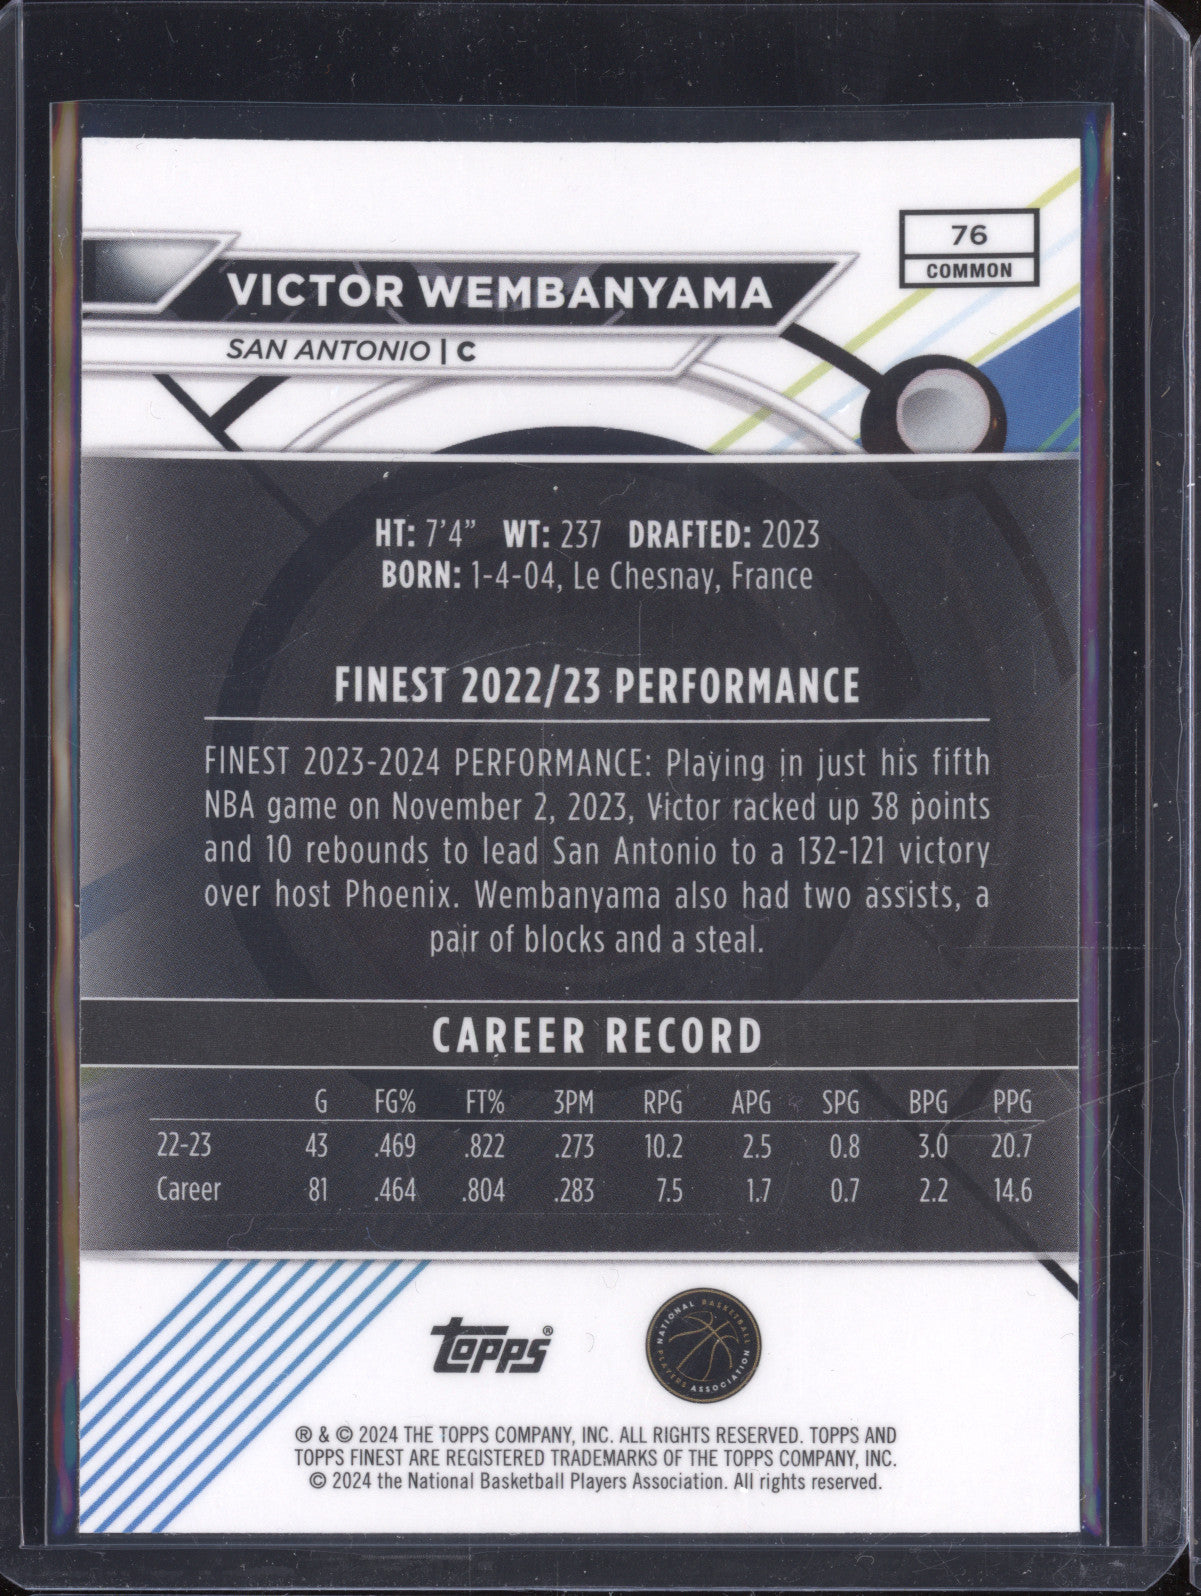 76
COMMON
VICTOR WEMBANYAMA
SAN ANTONIO | C
HT: 7'4" WT: 237 DRAFTED: 2023
BORN: 1-4-04, Le Chesnay, France
FINEST 2022/23 PERFORMANCE
FINEST 2023-2024 PERFORMANCE: Playing in just his fifth
NBA game on November 2, 2023, Victor racked up 38 points
and 10 rebounds to lead San Antonio to a 132-121 victory
over host Phoenix. Wembanyama also had two assists, a
pair of blocks and a steal.
CAREER RECORD
G FG% FT% 3PM RPG APG SPG BPG PPG
22-23 43 .469 .822 .273 10.2 2.5 0.8 3.0 20.7
Career 81 .464 .804 .283 7.5 1.7 0.7 2.2 14.6
Topps®
NATIONAL BASKETBALL
PLAYERS ASSOCIATION
® & © 2024 THE TOPPS COMPANY, INC. ALL RIGHTS RESERVED. TOPPS AND
TOPPS FINEST ARE REGISTERED TRADEMARKS OF THE TOPPS COMPANY, INC.
© 2024 the National Basketball Players Association. All rights reserved.